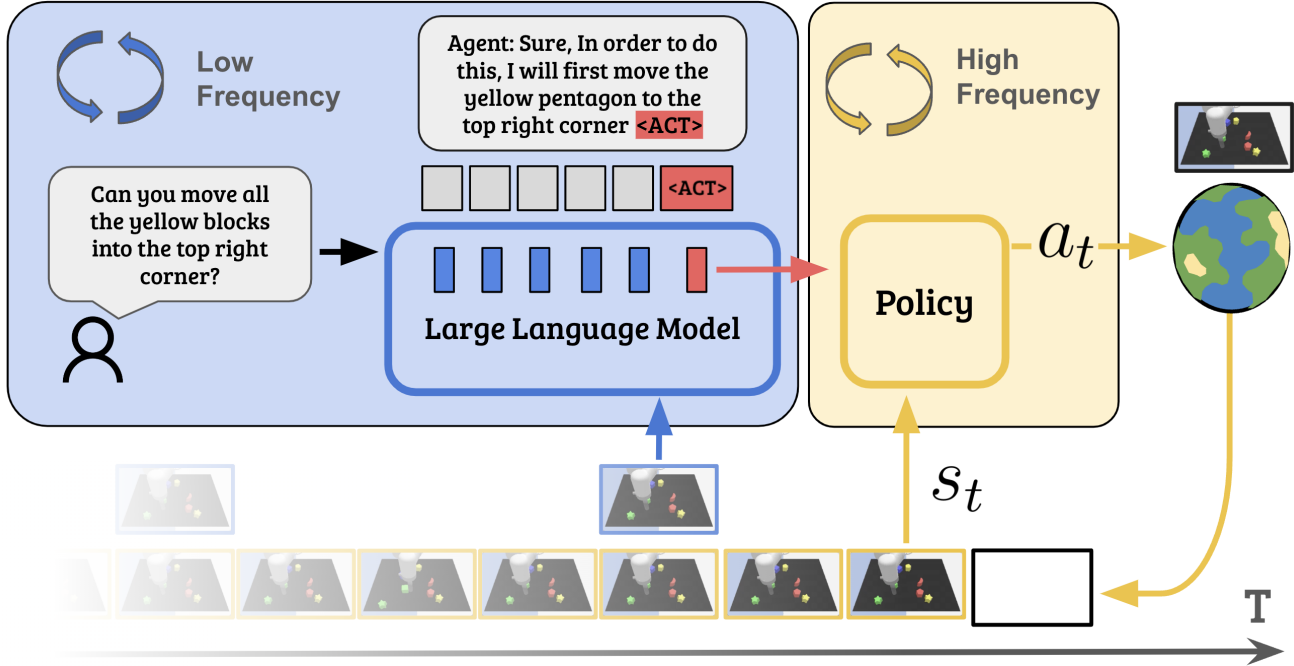 Low
Frequency
Agent: Sure, In order to do
this, I will first move the
yellow pentagon to the
top right corner <ACT>
High
Frequency
Can you move all
the yellow blocks
into the top right
corner?
<ACT>
Large Language Model
Policy
a_t
s_t
T